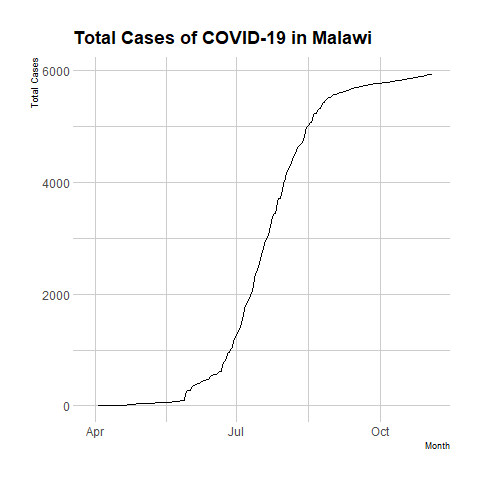 Total Cases of COVID-19 in Malawi
Total Cases
6000
4000
2000
0
Apr Jul Oct
Month